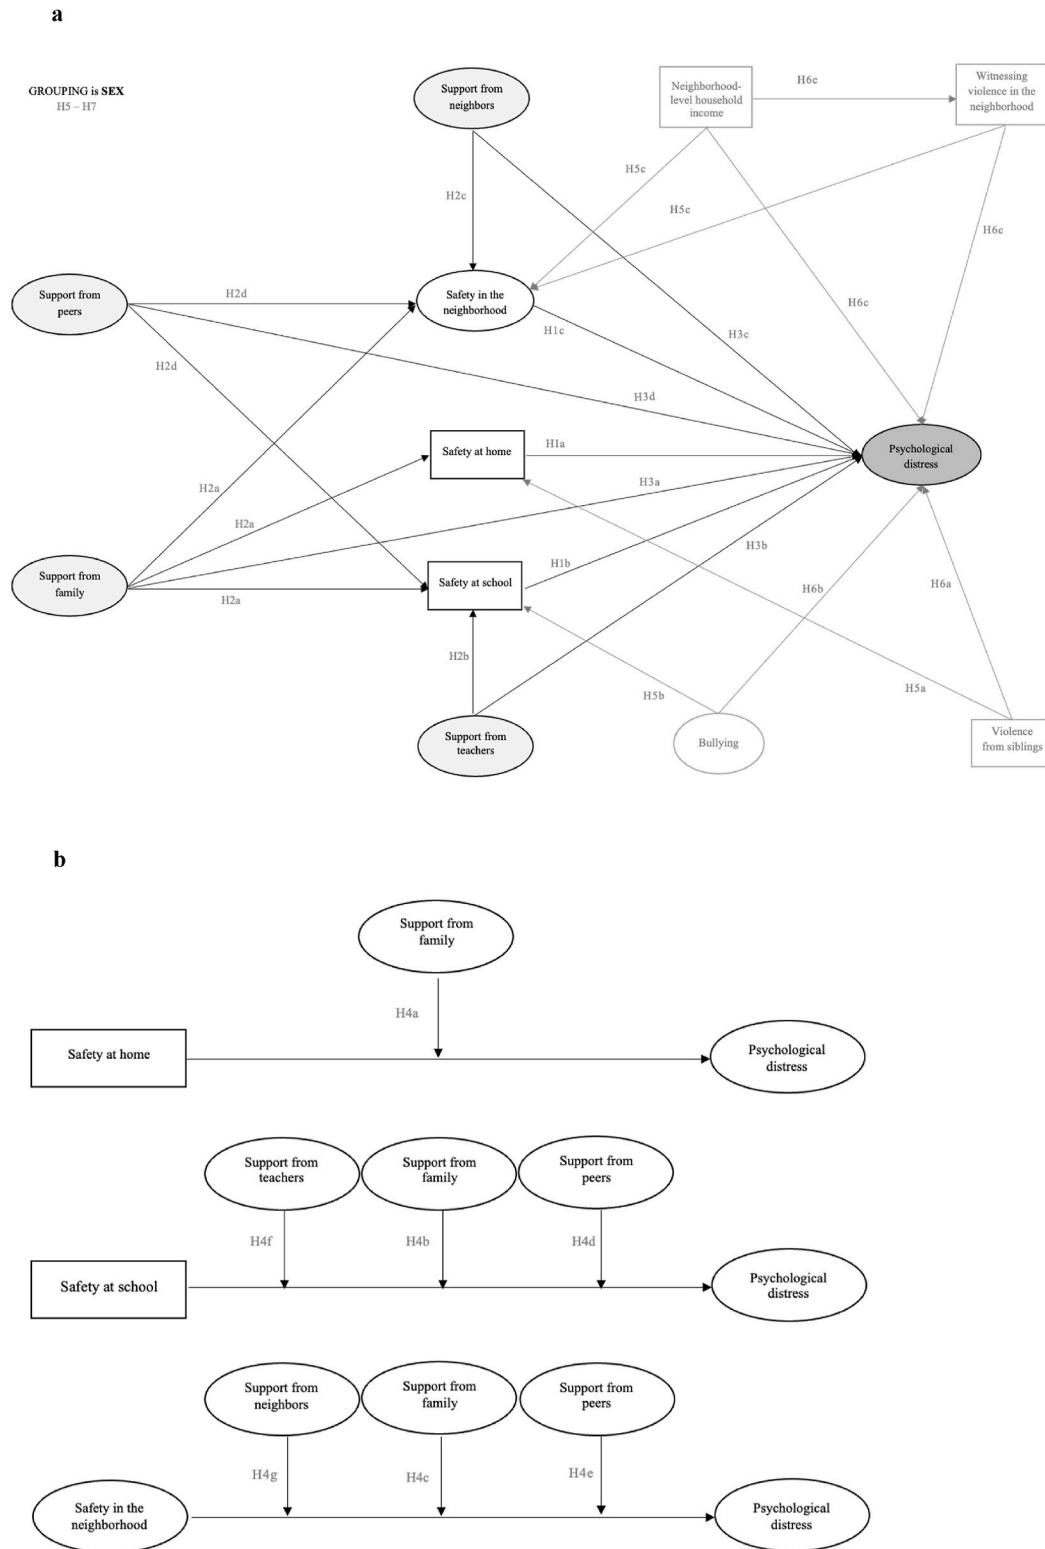 a
GROUPING is SEX
H5 – H7
Support from
neighbors
Neighborhood-
level household
income
H6c
Witnessing
violence in the
neighborhood
H2c
H5c
H5c
H6c
Support from
peers
H2d
Safety in the
neighborhood
H6c
H1c
H3c
H2d
H3d
Safety at home
H1a
Psychological
distress
H2a
H3a
H2a
H3b
Support from
family
H2a
Safety at school
H1b
H6b
H6a
H2b
H5b
H5a
Support from
teachers
Bullying
Violence
from siblings
b
Support from
family
H4a
Safety at home
Psychological
distress
Support from
teachers
Support from
family
Support from
peers
H4f
H4b
H4d
Safety at school
Psychological
distress
Support from
neighbors
Support from
family
Support from
peers
H4g
H4c
H4e
Safety in the
neighborhood
Psychological
distress